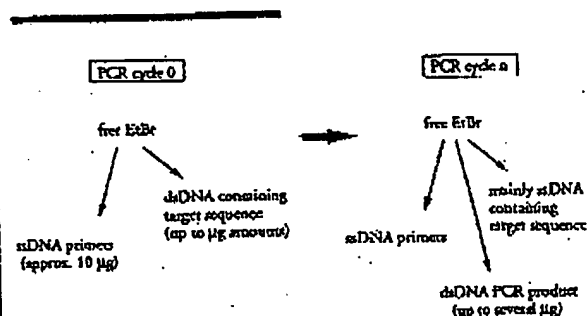 PCR cycle 0
free EtBr
ssDNA primers
(approx. 10 µg)
dsDNA containing
target sequence
(up to µg amounts)
PCR cycle n
free EtBr
ssDNA primers
mainly ssDNA
containing
target sequence
dsDNA PCR product
(up to several µg)